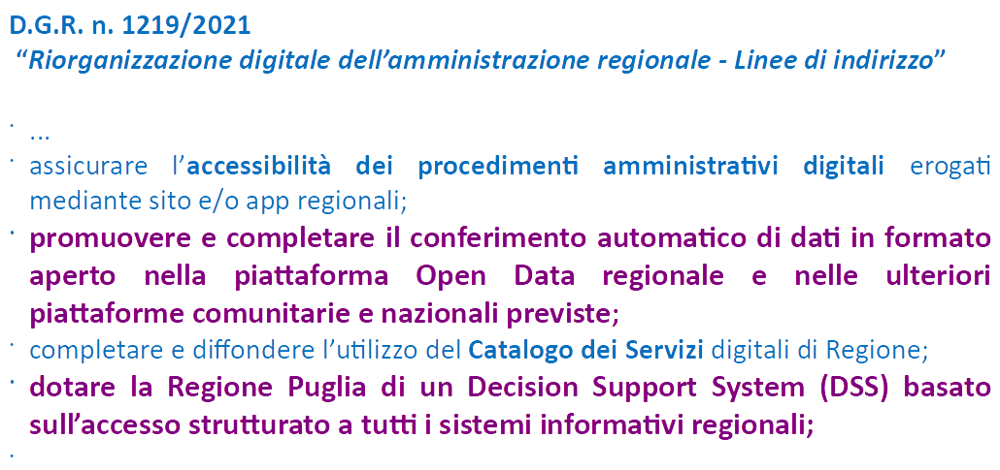 D.G.R. n. 1219/2021
“Riorganizzazione digitale dell’amministrazione regionale - Linee di indirizzo”
· ...
· assicurare l’accessibilità dei procedimenti amministrativi digitali erogati
mediante sito e/o app regionali;
· promuovere e completare il conferimento automatico di dati in formato
aperto nella piattaforma Open Data regionale e nelle ulteriori
piattaforme comunitarie e nazionali previste;
· completare e diffondere l’utilizzo del Catalogo dei Servizi digitali di Regione;
· dotare la Regione Puglia di un Decision Support System (DSS) basato
sull’accesso strutturato a tutti i sistemi informativi regionali;
·